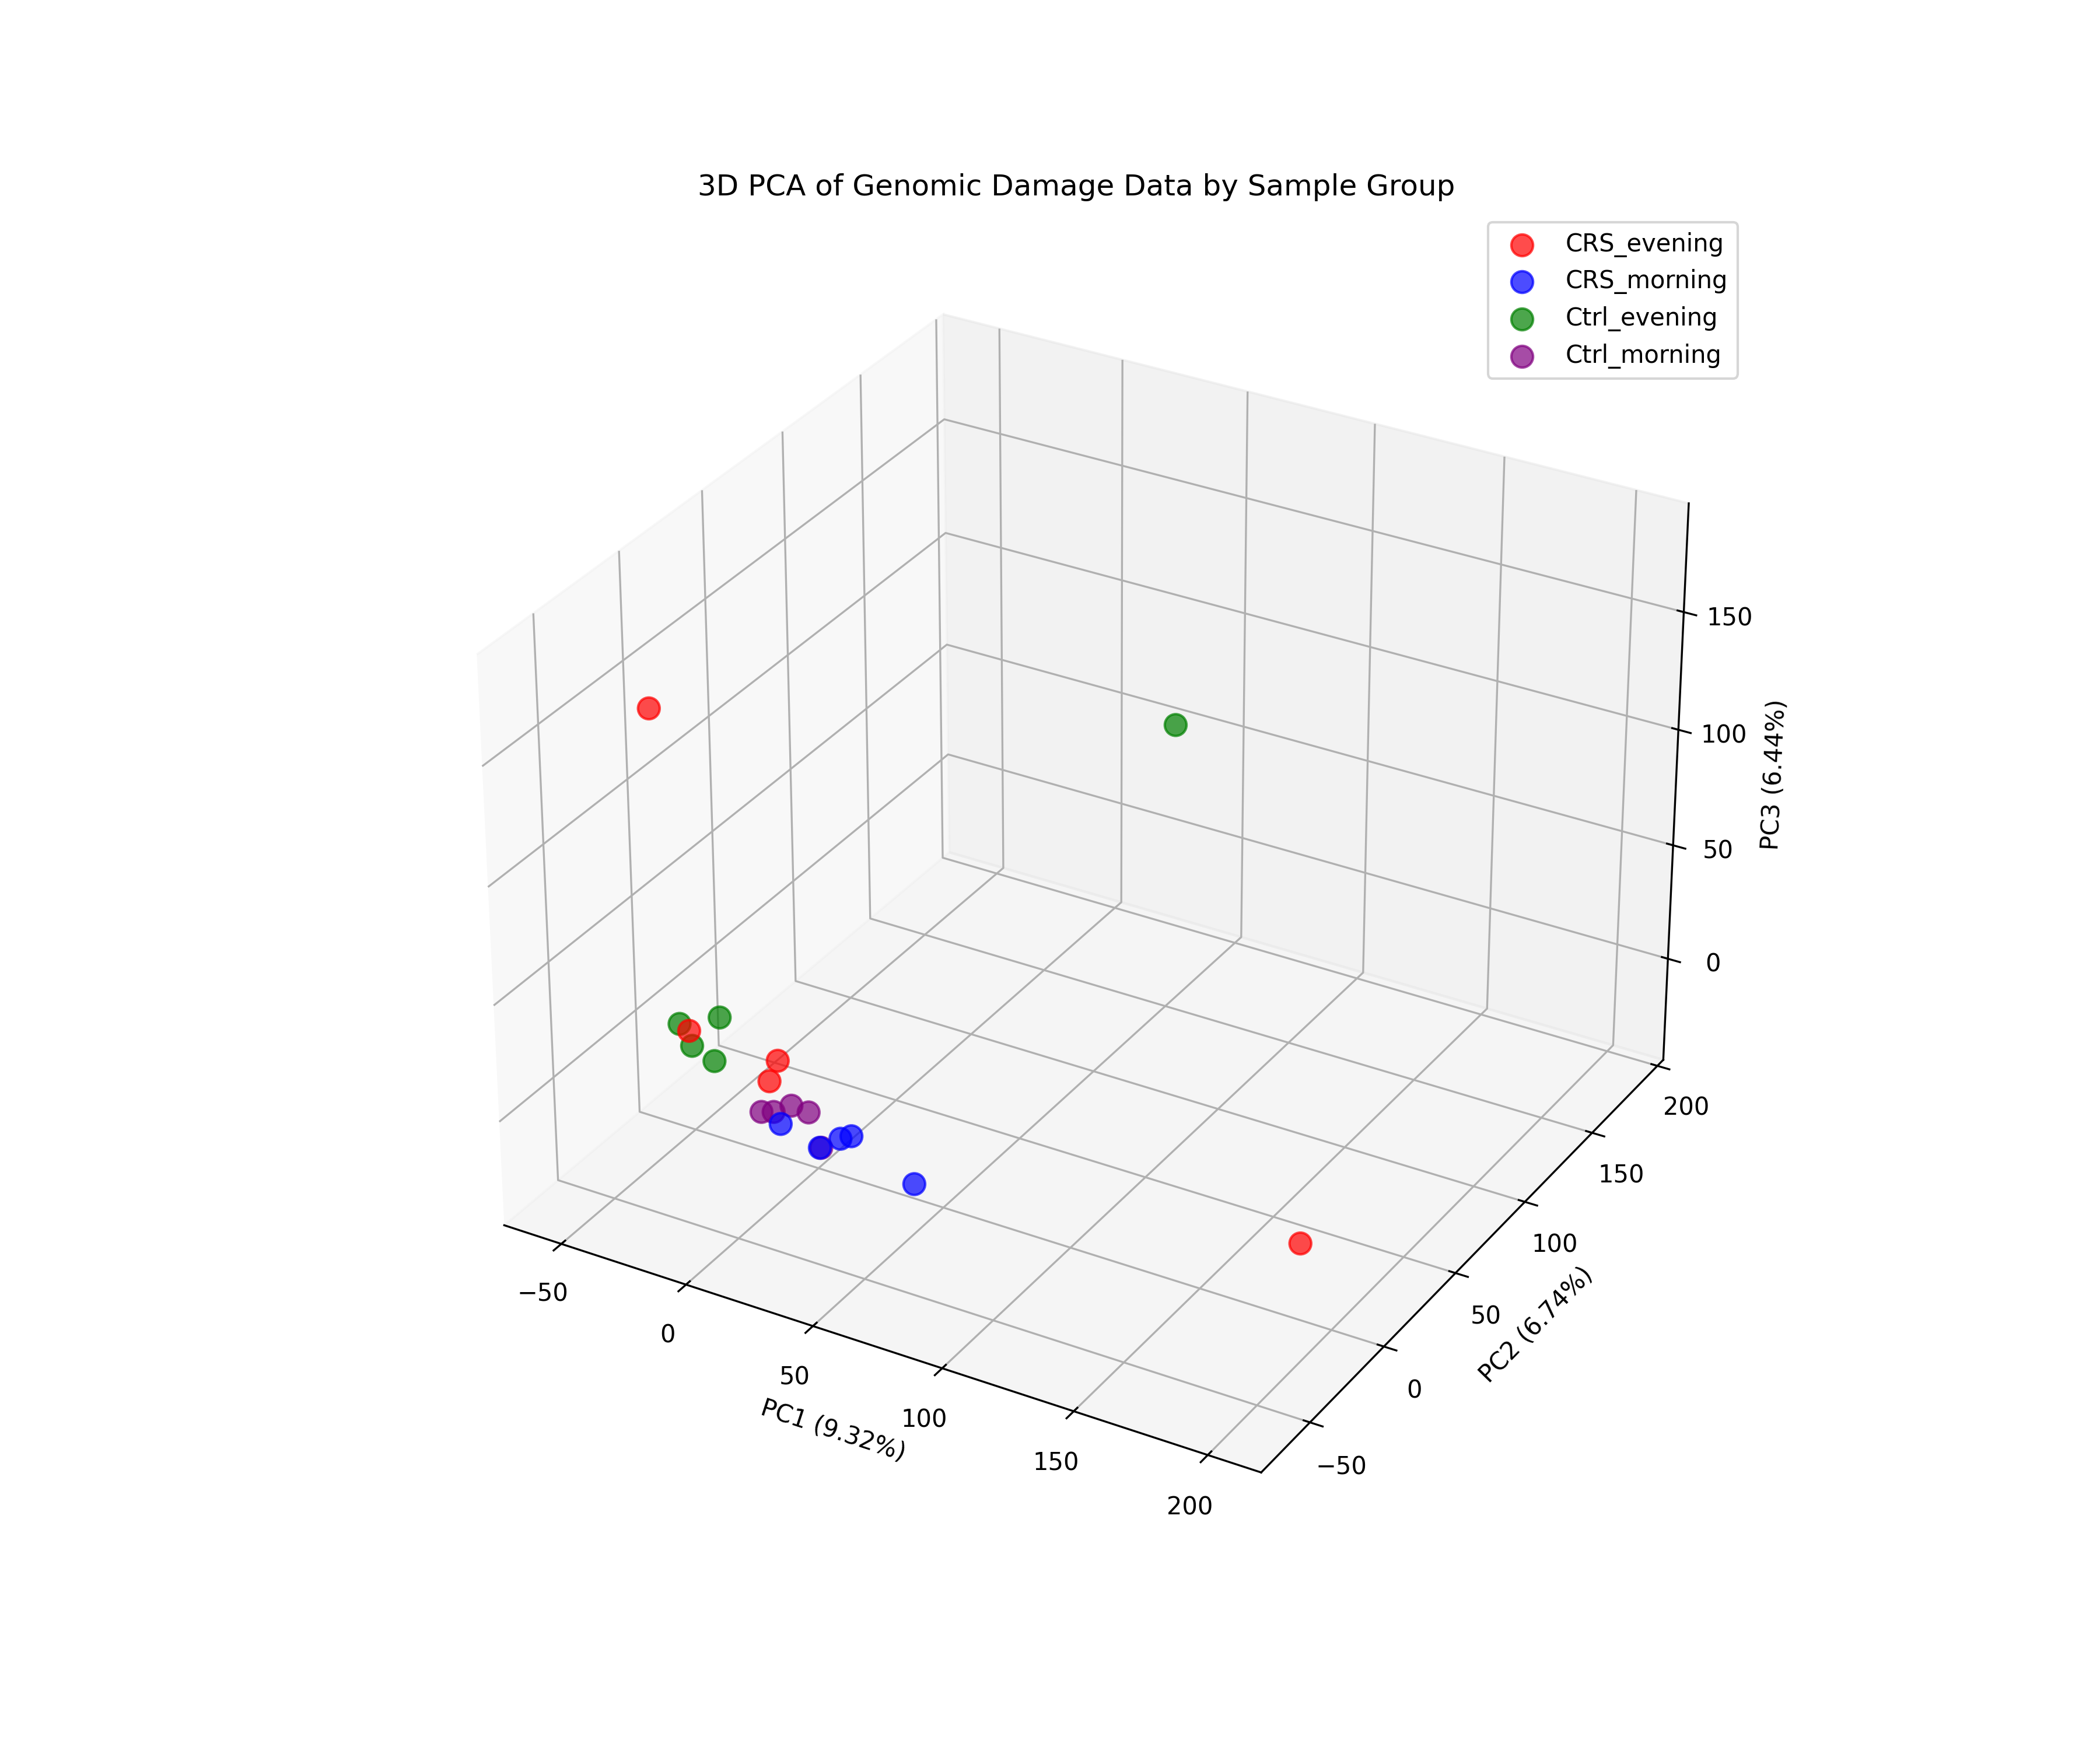 3D PCA of Genomic Damage Data by Sample Group
CRS_evening
CRS_morning
Ctrl_evening
Ctrl_morning
150
100
50
0
PC3 (6.44%)
200
150
100
50
0
−50
PC2 (6.74%)
−50
0
50
100
150
200
PC1 (9.32%)